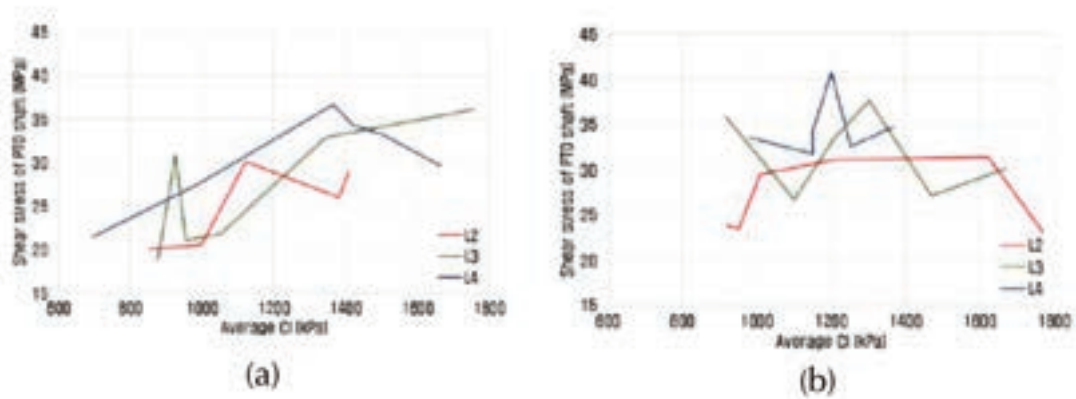 45
40
35
30
25
20
15
Shear stress of PTO shaft (MPa)
600 800 1000 1200 1400 1600 1800
Average CI (kPa)
L2
L3
L4
(a)
45
40
35
30
25
20
15
Shear stress of PTO shaft (MPa)
600 800 1000 1200 1400 1600 1800
Average CI (kPa)
L2
L3
L4
(b)